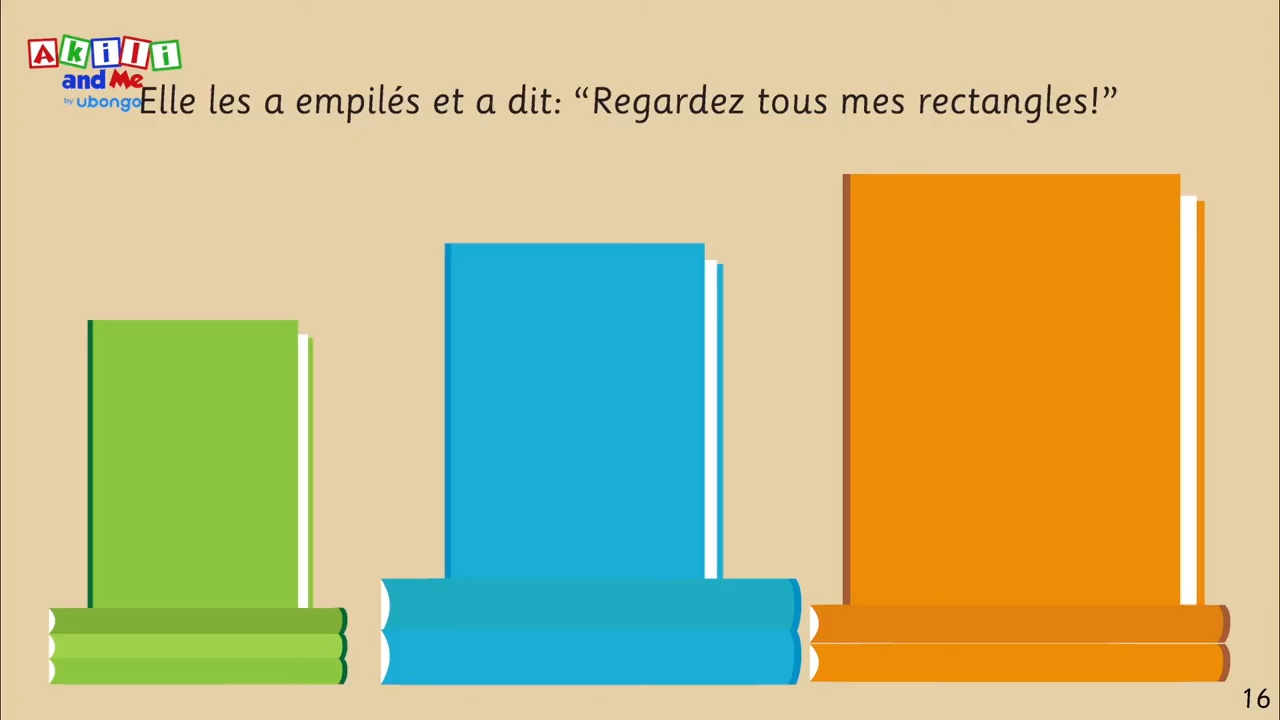 Akili
and Me
by ubongo
Elle les a empilés et a dit: “Regardez tous mes rectangles!”
16